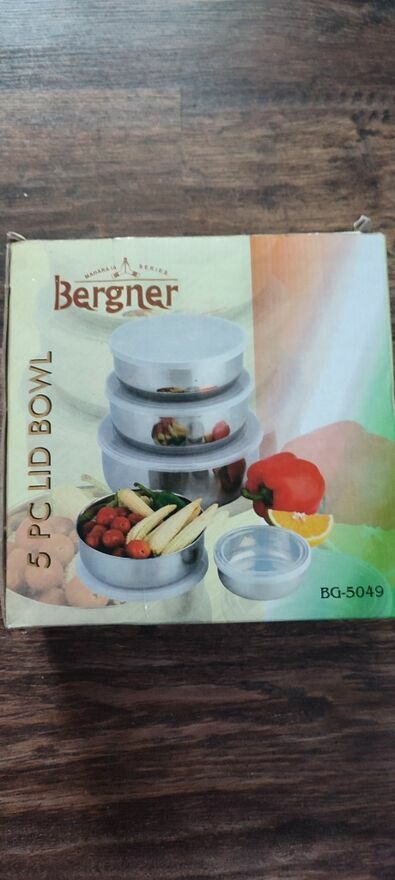 MAHARAJA SERIES
Bergner
5 PC LID BOWL
BG-5049